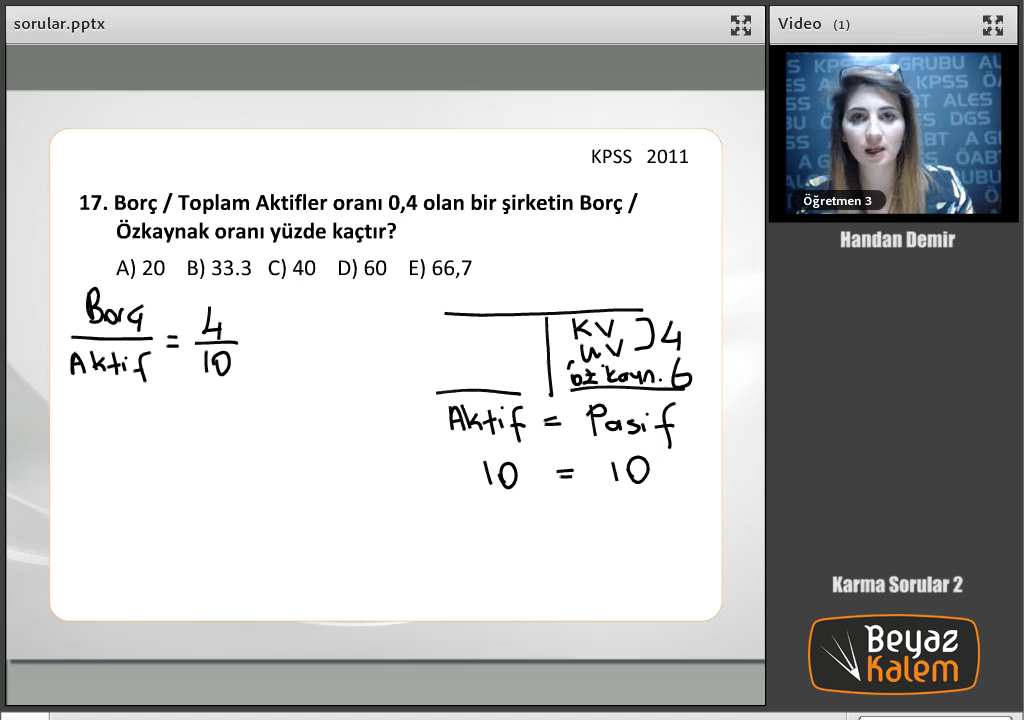 sorular.pptx
Video (1)
KPSS 2011
17. Borç / Toplam Aktifler oranı 0,4 olan bir şirketin Borç /
Özkaynak oranı yüzde kaçtır?
A) 20 B) 33.3 C) 40 D) 60 E) 66,7
Borç
Aktif
=
4
10
KV
UV
] 4
özkayn. 6
Aktif = Pasif
10 = 10
Öğretmen 3
Handan Demir
Karma Sorular 2
Beyaz
Kalem